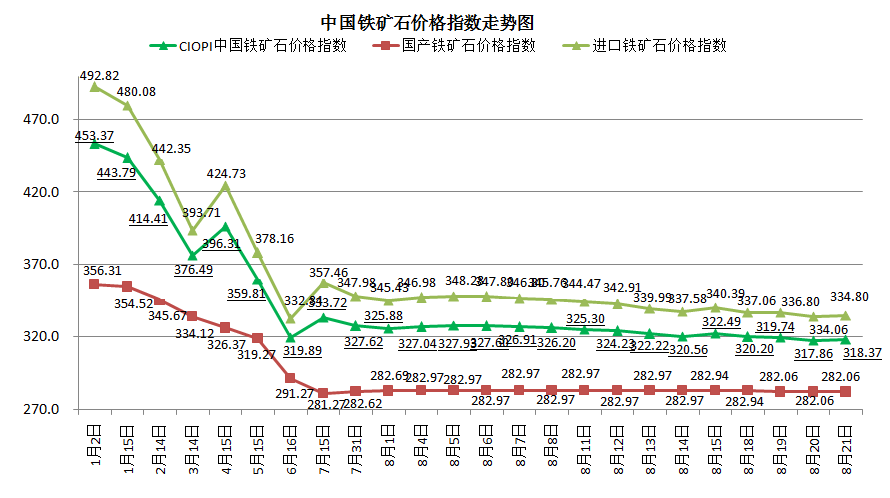 中国铁矿石价格指数走势图
CIOPI中国铁矿石价格指数 国产铁矿石价格指数 进口铁矿石价格指数
470.0
420.0
370.0
320.0
270.0
492.82 480.08 442.35 393.71 424.73 378.16 357.46 347.98 345.43 346.98 348.28 347.89 345.76 344.47 342.91 339.99 337.58 340.39 337.06 336.80 334.06 334.80
453.37 443.79 414.41 376.49 396.31 359.81 319.89 333.72 327.62 325.88 327.04 327.93 326.91 326.20 325.30 324.23 322.22 320.56 322.49 320.20 319.74 317.86 318.37
356.31 354.52 345.67 334.12 326.37 319.27 291.27 281.27 282.62 282.69 282.97 282.97 282.97 282.97 282.97 282.97 282.97 282.97 282.97 282.94 282.94 282.06 282.06 282.06
1月2日 1月15日 2月14日 3月14日 4月15日 5月15日 6月16日 7月15日 7月31日 8月1日 8月4日 8月5日 8月6日 8月7日 8月8日 8月11日 8月12日 8月13日 8月14日 8月15日 8月18日 8月19日 8月20日 8月21日